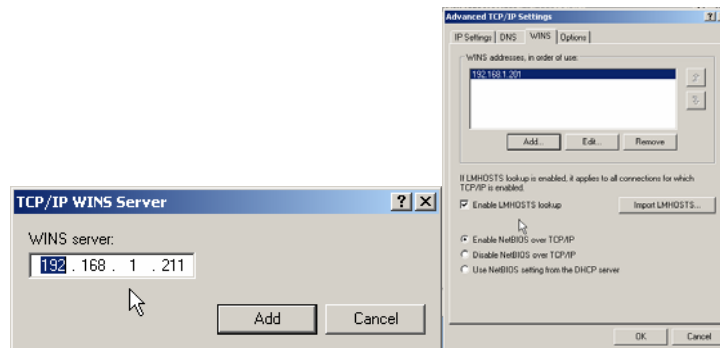 TCP/IP WINS Server
WINS server:
192 . 168 . 1 . 211
Add
Cancel
Advanced TCP/IP Settings
IP Settings
DNS
WINS
Options
WINS addresses, in order of use:
192.168.1.201
Add...
Edit...
Remove
If LMHOSTS lookup is enabled, it applies to all connections for which
TCP/IP is enabled.
Enable LMHOSTS lookup
Import LMHOSTS...
Enable NetBIOS over TCP/IP
Disable NetBIOS over TCP/IP
Use NetBIOS setting from the DHCP server
OK
Cancel